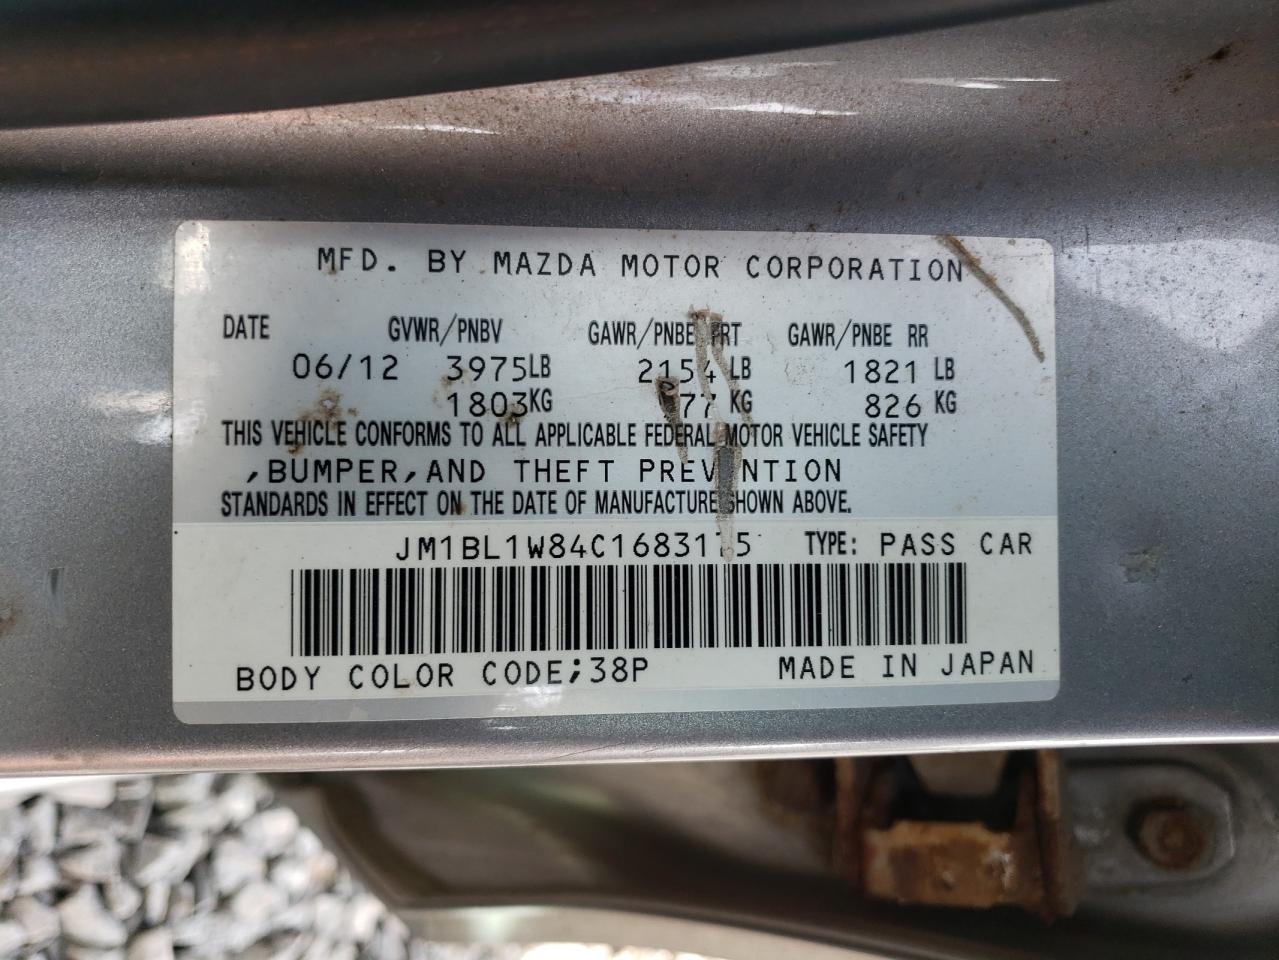 MFD. BY MAZDA MOTOR CORPORATION
DATE GVWR/PNBV GAWR/PNBE FRT GAWR/PNBE RR
06/12 3975LB 2154 LB 1821 LB
1803KG KG 826 KG
THIS VEHICLE CONFORMS TO ALL APPLICABLE FEDERAL MOTOR VEHICLE SAFETY
,BUMPER,AND THEFT PREVENTION
STANDARDS IN EFFECT ON THE DATE OF MANUFACTURE SHOWN ABOVE.
TYPE: PASS CAR
BODY COLOR CODE;38P MADE IN JAPAN